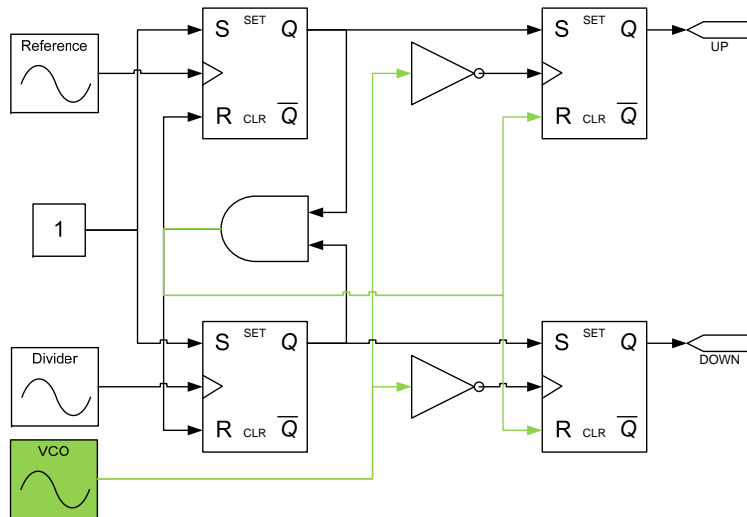 S SET Q
CLR
R Q
S SET Q
CLR
R Q
Reference
UP
1
S SET Q
CLR
R Q
S SET Q
CLR
R Q
Divider
DOWN
VCO